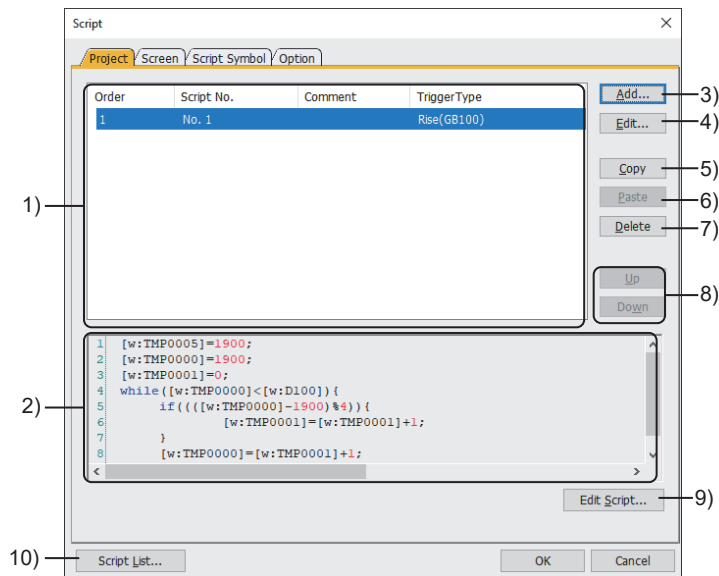 Script
Project Screen Script Symbol Option
Order Script No. Comment TriggerType
1 No. 1 Rise(GB100)
Add... 3)
Edit... 4)
Copy 5)
1)
Paste 6)
Delete 7)
Up
8)
Down
1 [w:TMP0005]=1900;
2 [w:TMP0000]=1900;
3 [w:TMP0001]=0;
4 while([w:TMP0000]<[w:D100]){
2)
5 if((([w:TMP0000]-1900)%4)){
6 [w:TMP0001]=[w:TMP0001]+1;
7 }
8 [w:TMP0000]=[w:TMP0001]+1;
Edit Script... 9)
10) Script List... OK Cancel